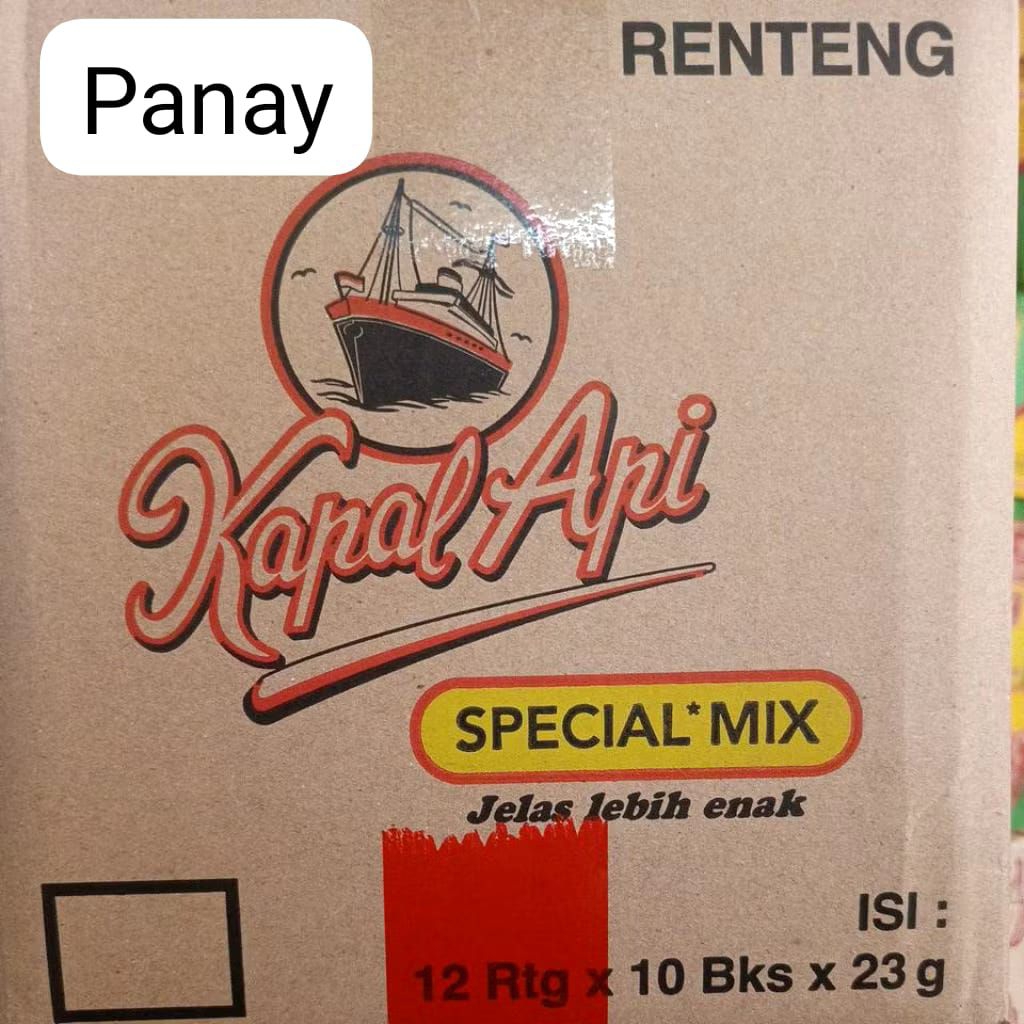 Panay
RENTENG
Kapal Api
SPECIAL* MIX
Jelas lebih enak
ISI :
12 Rtg x 10 Bks x 23 g